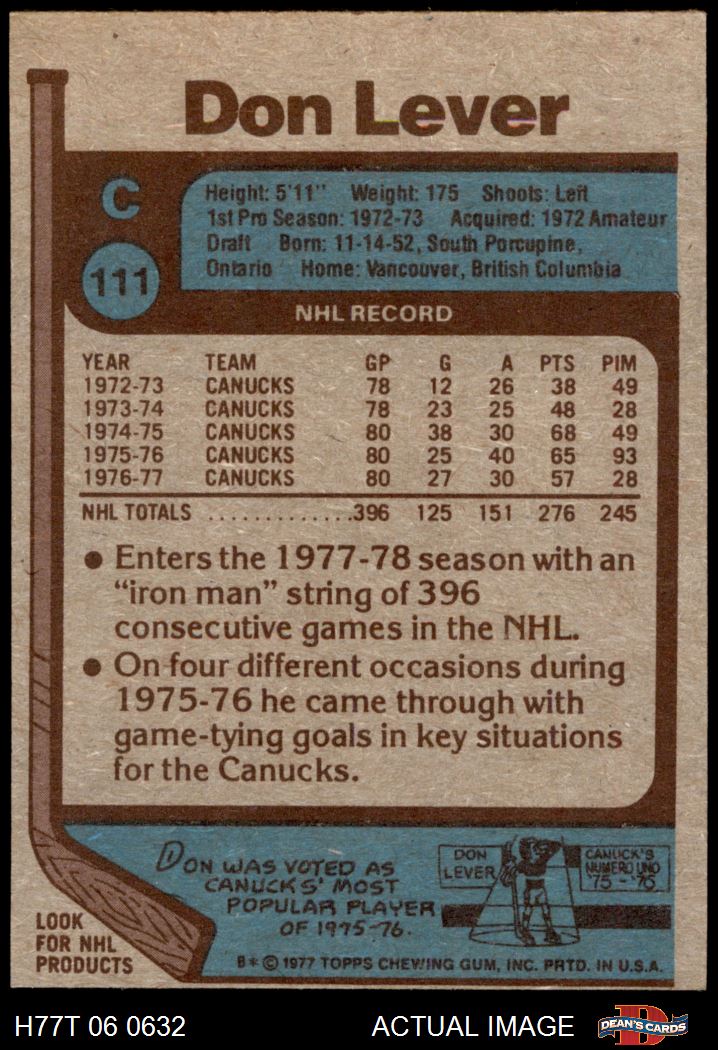 Don Lever
C
111
Height: 5'11" Weight: 175 Shoots: Left
1st Pro Season: 1972-73 Acquired: 1972 Amateur
Draft Born: 11-14-52, South Porcupine,
Ontario Home: Vancouver, British Columbia
NHL RECORD
YEAR TEAM GP G A PTS PIM
1972-73 CANUCKS 78 12 26 38 49
1973-74 CANUCKS 78 23 25 48 28
1974-75 CANUCKS 80 38 30 68 49
1975-76 CANUCKS 80 25 40 65 93
1976-77 CANUCKS 80 27 30 57 28
NHL TOTALS .............396 125 151 276 245
● Enters the 1977-78 season with an
"iron man" string of 396
consecutive games in the NHL.
● On four different occasions during
1975-76 he came through with
game-tying goals in key situations
for the Canucks.
DON WAS VOTED AS
CANUCKS' MOST
POPULAR PLAYER
OF 1975-76.
DON
LEVER
CANUCK'S
NUMERO UNO
'75-'76
LOOK
FOR NHL
PRODUCTS
B* © 1977 TOPPS CHEWING GUM, INC. PRTD. IN U.S.A.
H77T 06 0632
ACTUAL IMAGE
D
DEAN'S CARDS